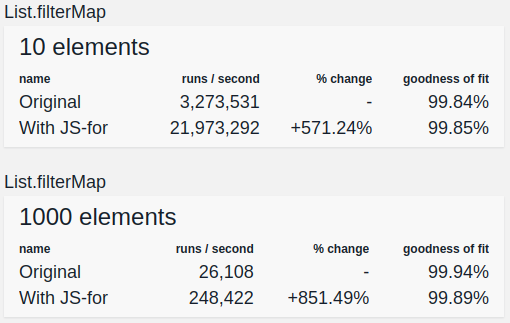 List.filterMap
10 elements
name runs / second % change goodness of fit
Original 3,273,531 - 99.84%
With JS-for 21,973,292 +571.24% 99.85%
List.filterMap
1000 elements
name runs / second % change goodness of fit
Original 26,108 - 99.94%
With JS-for 248,422 +851.49% 99.89%